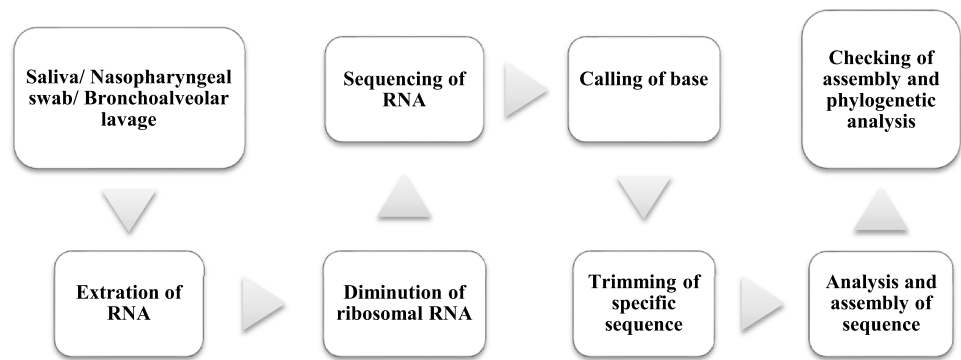 Saliva/ Nasopharyngeal
swab/ Bronchoalveolar
lavage
Extration of
RNA
Diminution of
ribosomal RNA
Sequencing of
RNA
Calling of base
Trimming of
specific
sequence
Analysis and
assembly of
sequence
Checking of
assembly and
phylogenetic
analysis